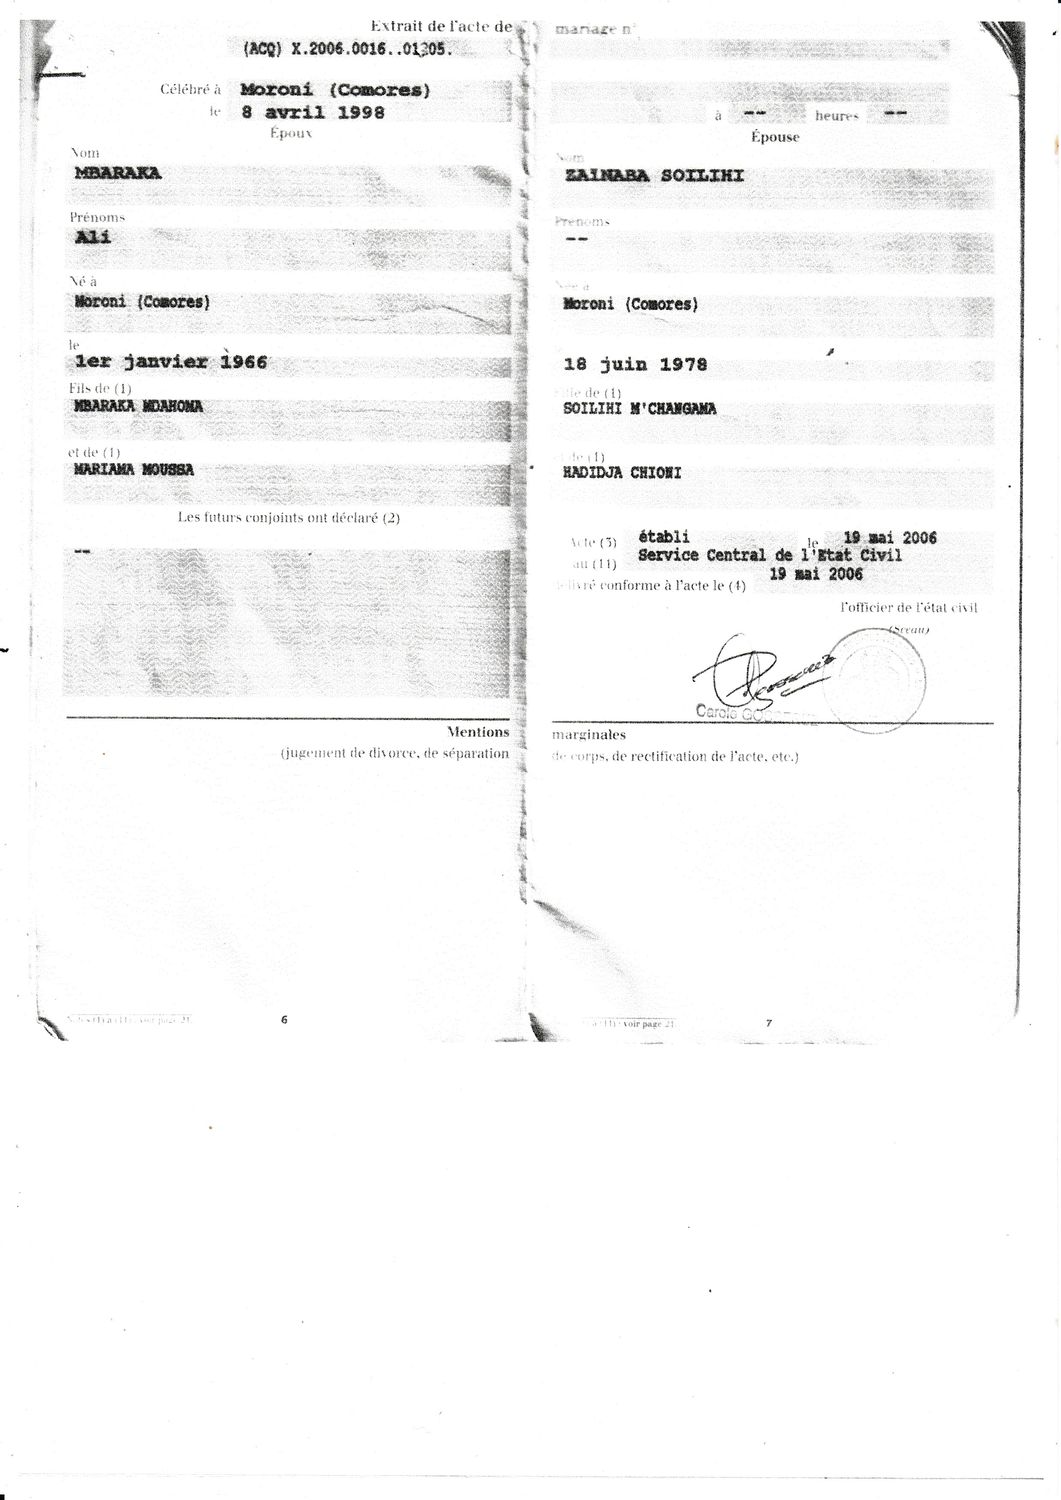 Extrait de l'acte de mariage n°
(ACQ) X.2006.0016..01305.
Célébré à Moroni (Comores)
le 8 avril 1998
à -- heures --
Époux
Nom
MBARAKA
Prénoms
Ali
Né à
Moroni (Comores)
le
1er janvier 1966
Fils de (1)
MBARAKA MDAHOMA
et de (1)
MARIAMA MOUSSA
Les futurs conjoints ont déclaré (2)
--
Épouse
Nom
ZAINABA SOILIHI
Prénoms
--
Née à
Moroni (Comores)
18 juin 1978
Fille de (1)
SOILIHI M'CHANGAMA
et de (1)
HADIDJA CHIONI
Acte (3) établi le 19 mai 2006
au (11) Service Central de l'Etat Civil
19 mai 2006
délivré conforme à l'acte le (4)
l'officier de l'état civil
(Sceau)
Carole
Mentions marginales
(jugement de divorce, de séparation de corps, de rectification de l'acte, etc.)
Notes (1) à (11) : voir page 21
6
à (11) : voir page 21
7